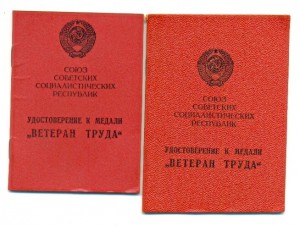 СОЮЗ
СОВЕТСКИХ
СОЦИАЛИСТИЧЕСКИХ
РЕСПУБЛИК
УДОСТОВЕРЕНИЕ К МЕДАЛИ
„ВЕТЕРАН ТРУДА“
СОЮЗ
СОВЕТСКИХ
СОЦИАЛИСТИЧЕСКИХ
РЕСПУБЛИК
УДОСТОВЕРЕНИЕ К МЕДАЛИ
„ВЕТЕРАН ТРУДА“